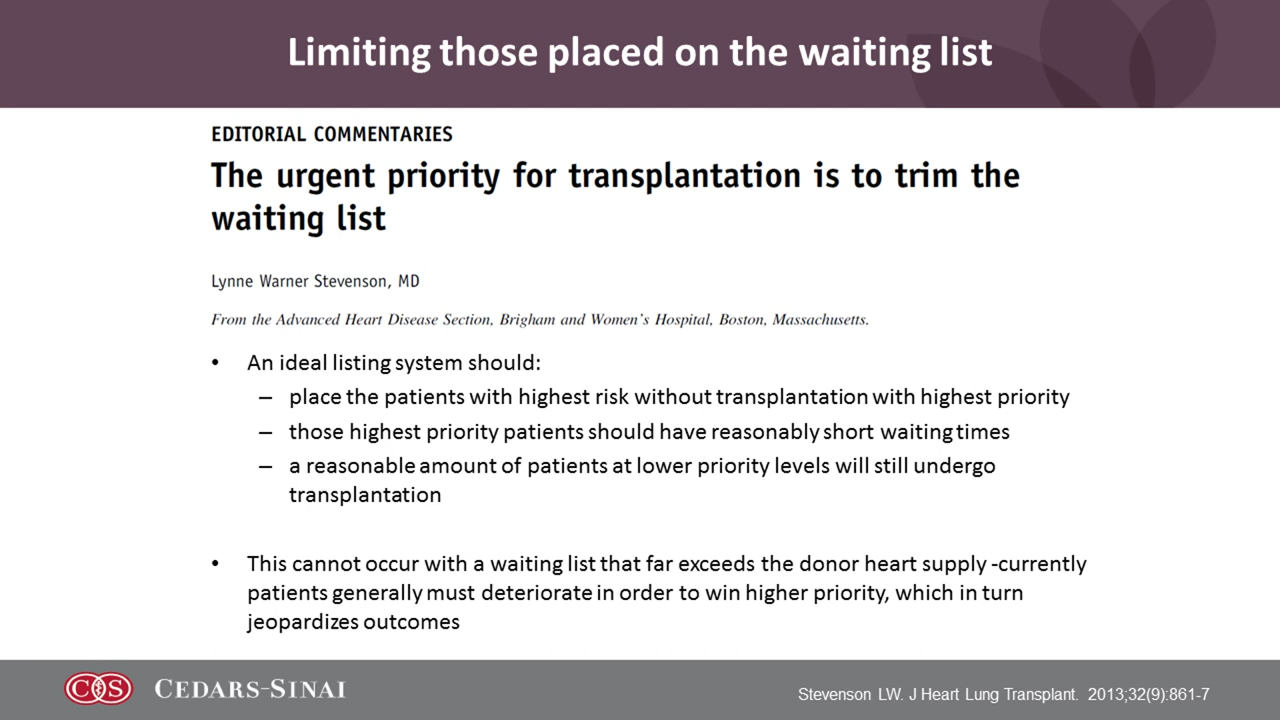 Limiting those placed on the waiting list
EDITORIAL COMMENTARIES
The urgent priority for transplantation is to trim the
waiting list
Lynne Warner Stevenson, MD
From the Advanced Heart Disease Section, Brigham and Women's Hospital, Boston, Massachusetts.
• An ideal listing system should:
– place the patients with highest risk without transplantation with highest priority
– those highest priority patients should have reasonably short waiting times
– a reasonable amount of patients at lower priority levels will still undergo
transplantation
• This cannot occur with a waiting list that far exceeds the donor heart supply -currently
patients generally must deteriorate in order to win higher priority, which in turn
jeopardizes outcomes
CS CEDARS-SINAI
Stevenson LW. J Heart Lung Transplant. 2013;32(9):861-7